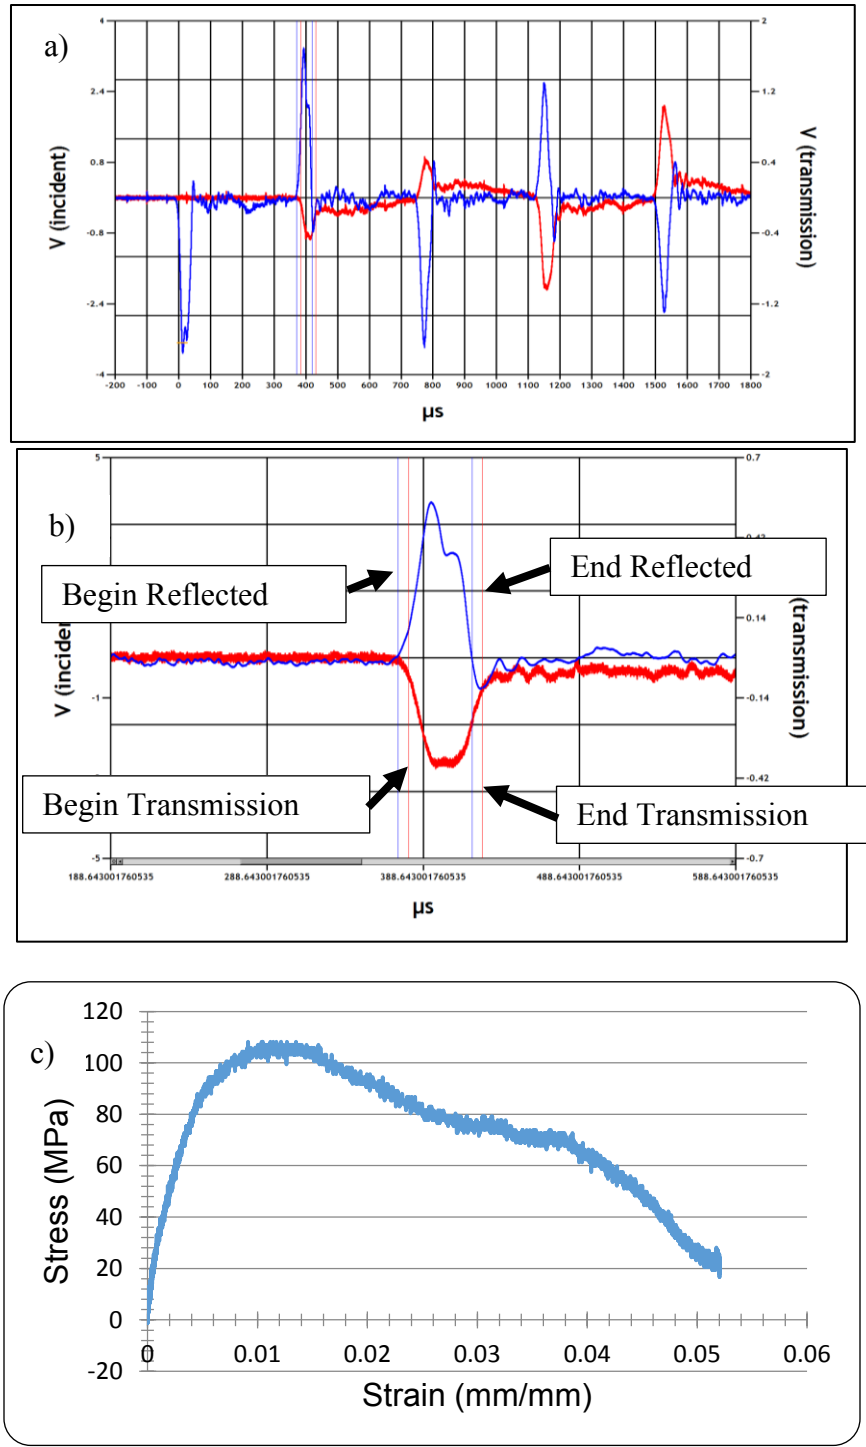 a)
4
2.4
0.8
-0.8
-2.4
-4
2
1.2
0.4
-0.4
-1.2
-2
V (incident)
V (transmission)
-200 -100 0 100 200 300 400 500 600 700 800 900 1000 1100 1200 1300 1400 1500 1600 1700 1800
µs
b)
5
-1
-5
0.7
0.14
-0.14
-0.42
-0.7
Begin Reflected
End Reflected
V (incident
(transmission)
Begin Transmission
End Transmission
188.643001760535 288.643001760535 388.643001760535 488.643001760535 588.643001760535
µs
c)
120
100
80
60
40
20
0
-20
Stress (MPa)
0 0.01 0.02 0.03 0.04 0.05 0.06
Strain (mm/mm)